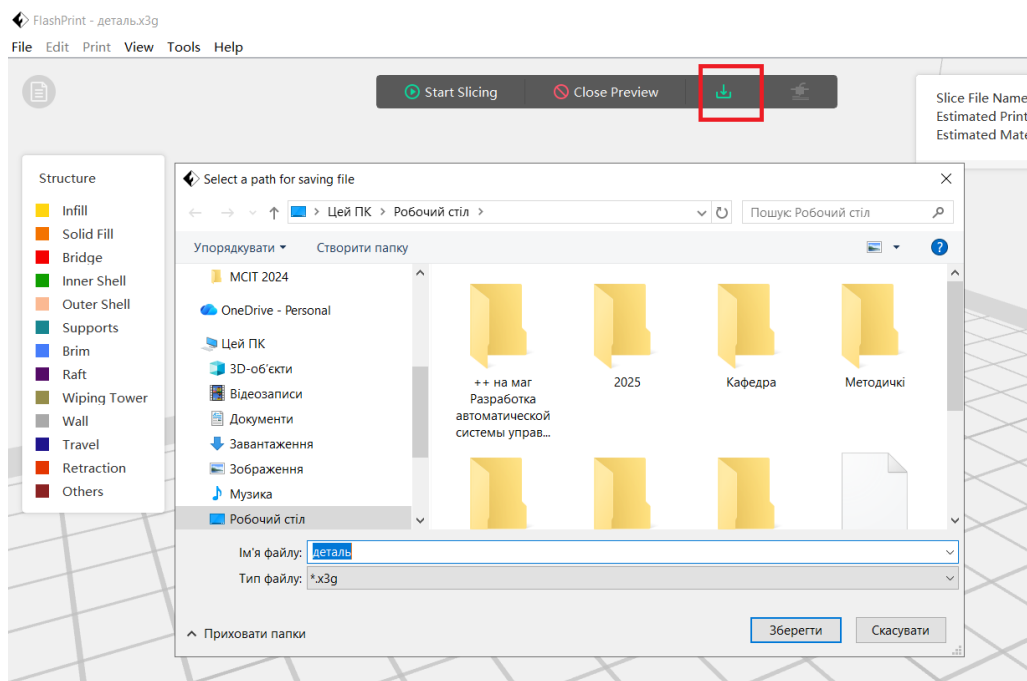 FlashPrint - деталь.x3g
File Edit Print View Tools Help
Start Slicing
Close Preview
Slice File Name
Estimated Print
Estimated Mate
Structure
Infill
Solid Fill
Bridge
Inner Shell
Outer Shell
Supports
Brim
Raft
Wiping Tower
Wall
Travel
Retraction
Others
Select a path for saving file
Цей ПК > Робочий стіл >
Пошук: Робочий стіл
Упорядкувати
Створити папку
МСІТ 2024
OneDrive - Personal
Цей ПК
3D-об'єкти
Відеозаписи
Документи
Завантаження
Зображення
Музика
Робочий стіл
++ на маг
Разработка
автоматической
системы управ...
2025
Кафедра
Методичкі
Ім'я файлу: деталь
Тип файлу: *.x3g
Приховати папки
Зберегти
Скасувати